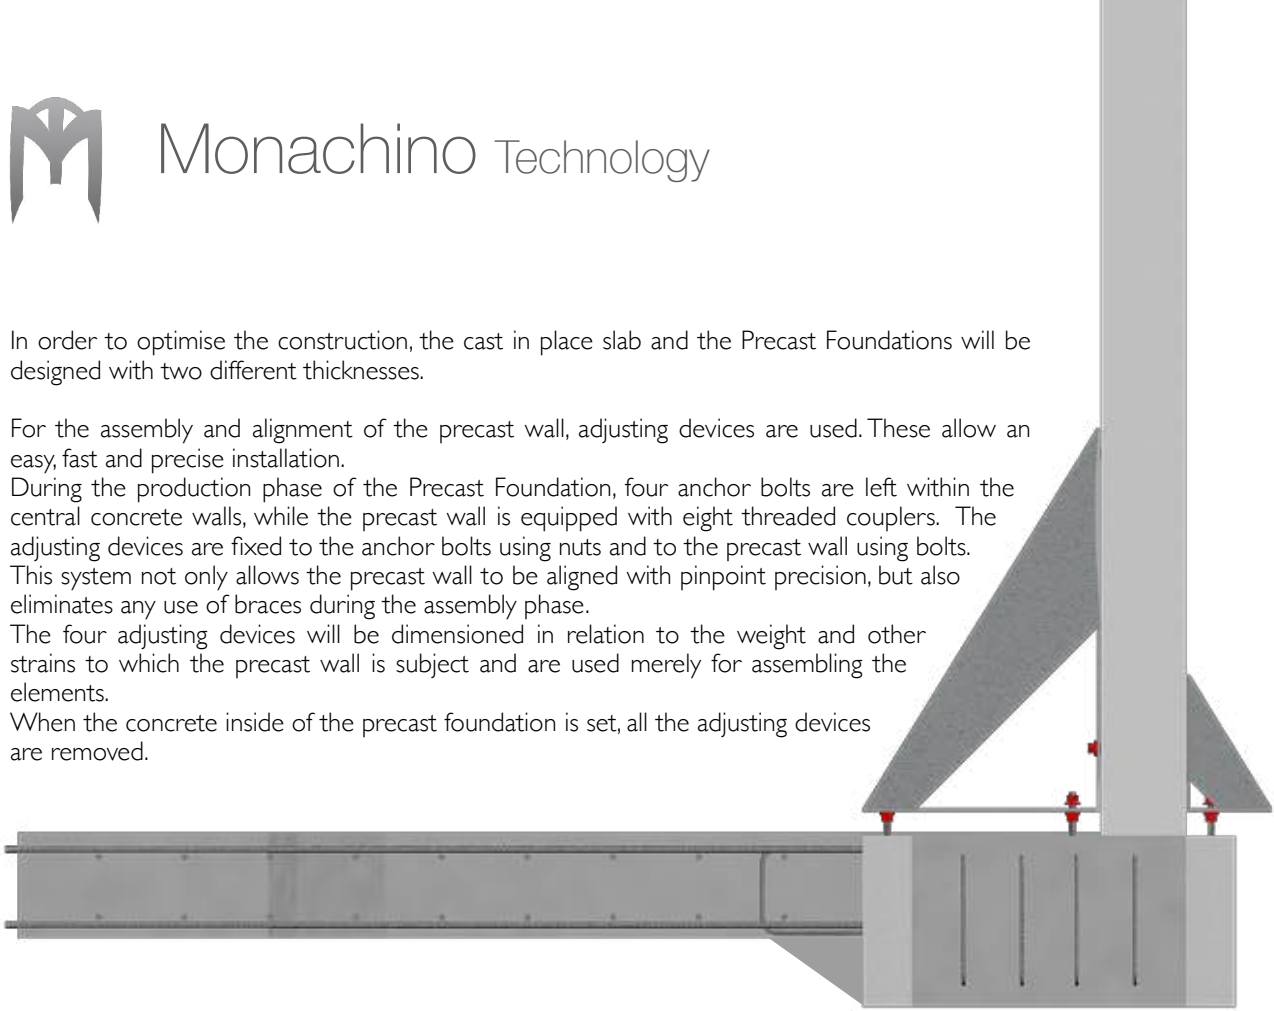 Monachino Technology
In order to optimise the construction, the cast in place slab and the Precast Foundations will be
designed with two different thicknesses.
For the assembly and alignment of the precast wall, adjusting devices are used. These allow an
easy, fast and precise installation.
During the production phase of the Precast Foundation, four anchor bolts are left within the
central concrete walls, while the precast wall is equipped with eight threaded couplers. The
adjusting devices are fixed to the anchor bolts using nuts and to the precast wall using bolts.
This system not only allows the precast wall to be aligned with pinpoint precision, but also
eliminates any use of braces during the assembly phase.
The four adjusting devices will be dimensioned in relation to the weight and other
strains to which the precast wall is subject and are used merely for assembling the
elements.
When the concrete inside of the precast foundation is set, all the adjusting devices
are removed.